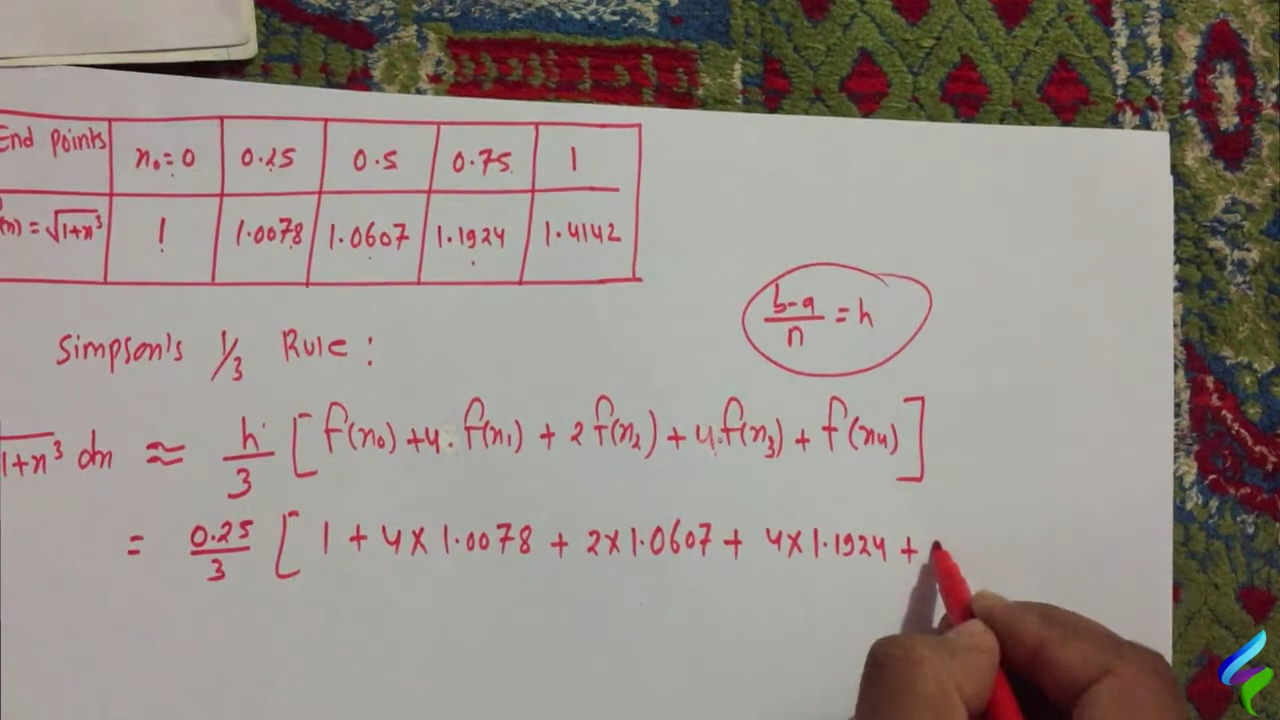 End Points x₀=0 0.25 0.5 0.75 1
(x) = √1+x³ 1 1.0078 1.0607 1.1924 1.4142
b-a/n = h
Simpson's 1/3 Rule :
√1+x³ dx ≈ h/3 [ f(x₀) + 4. f(x₁) + 2 f(x₂) + 4. f(x₃) + f(x₄) ]
= 0.25/3 [ 1 + 4 × 1.0078 + 2 × 1.0607 + 4 × 1.1924 +